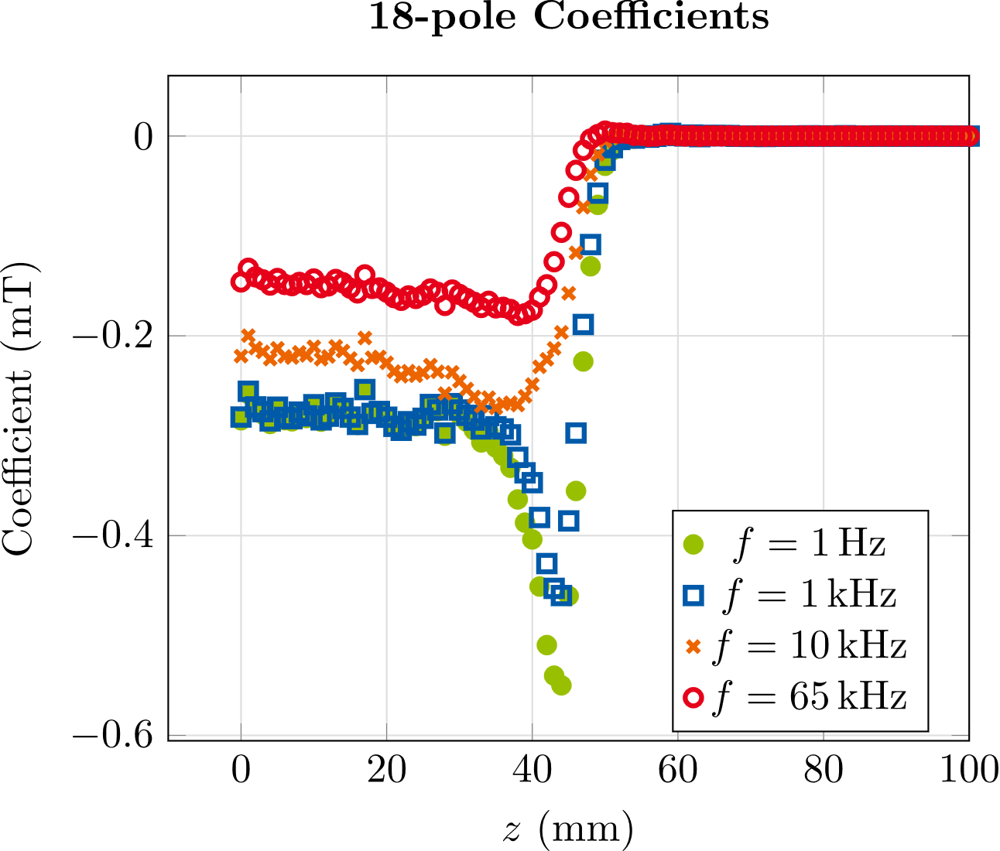 18-pole Coefficients
Coefficient (mT)
0
−0.2
−0.4
−0.6
f = 1 Hz
f = 1 kHz
f = 10 kHz
f = 65 kHz
0 20 40 60 80 100
z (mm)